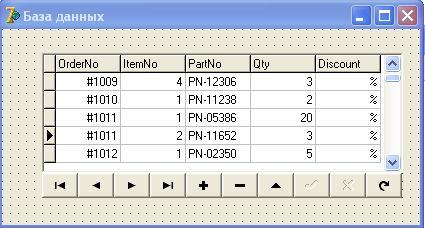 База данных
OrderNo ItemNo PartNo Qty Discount
#1009 4 PN-12306 3 %
#1010 1 PN-11238 2 %
#1011 1 PN-05386 20 %
#1011 2 PN-11652 3 %
#1012 1 PN-02350 5 %